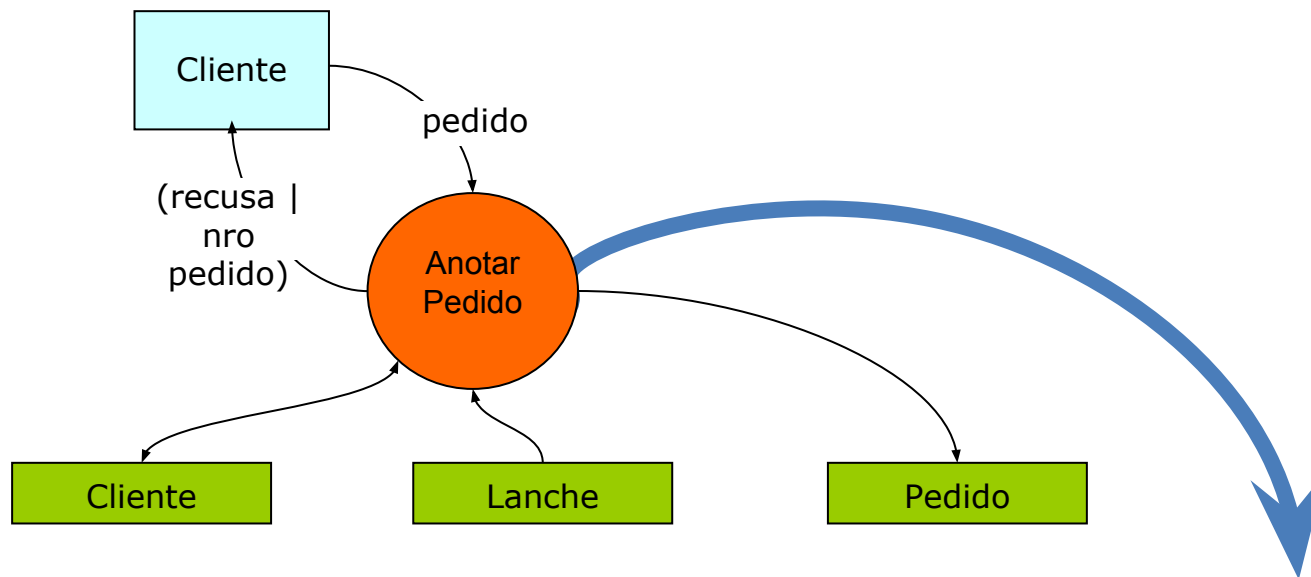 Cliente
pedido
(recusa |
nro
pedido)
Anotar
Pedido
Cliente
Lanche
Pedido